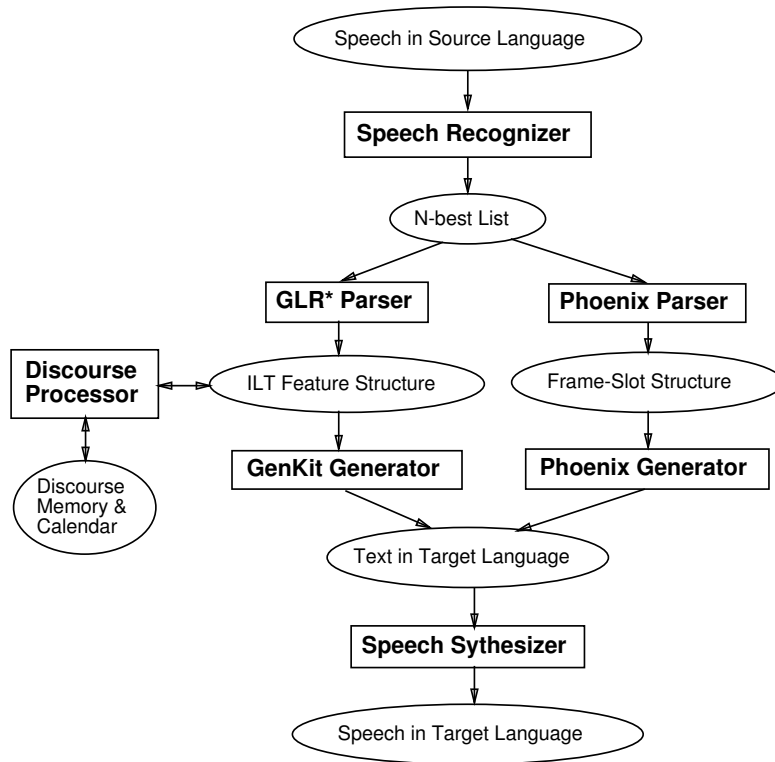 Speech in Source Language
Speech Recognizer
N-best List
GLR* Parser
Phoenix Parser
Discourse
Processor
ILT Feature Structure
Frame-Slot Structure
GenKit Generator
Phoenix Generator
Discourse
Memory &
Calendar
Text in Target Language
Speech Sythesizer
Speech in Target Language